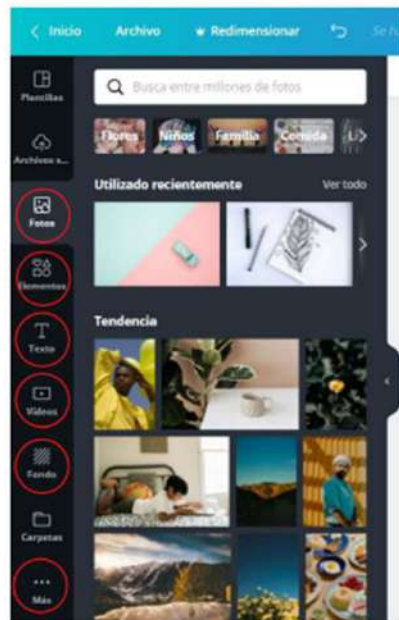 Inicio Archivo Redimensionar
Plantillas
Busca entre millones de fotos
Flores Niños Familia Comida
Archivos s...
Utilizado recientemente Ver todo
Fotos
Elementos
Tendencia
Texto
Videos
Fondo
Carpetas
Más